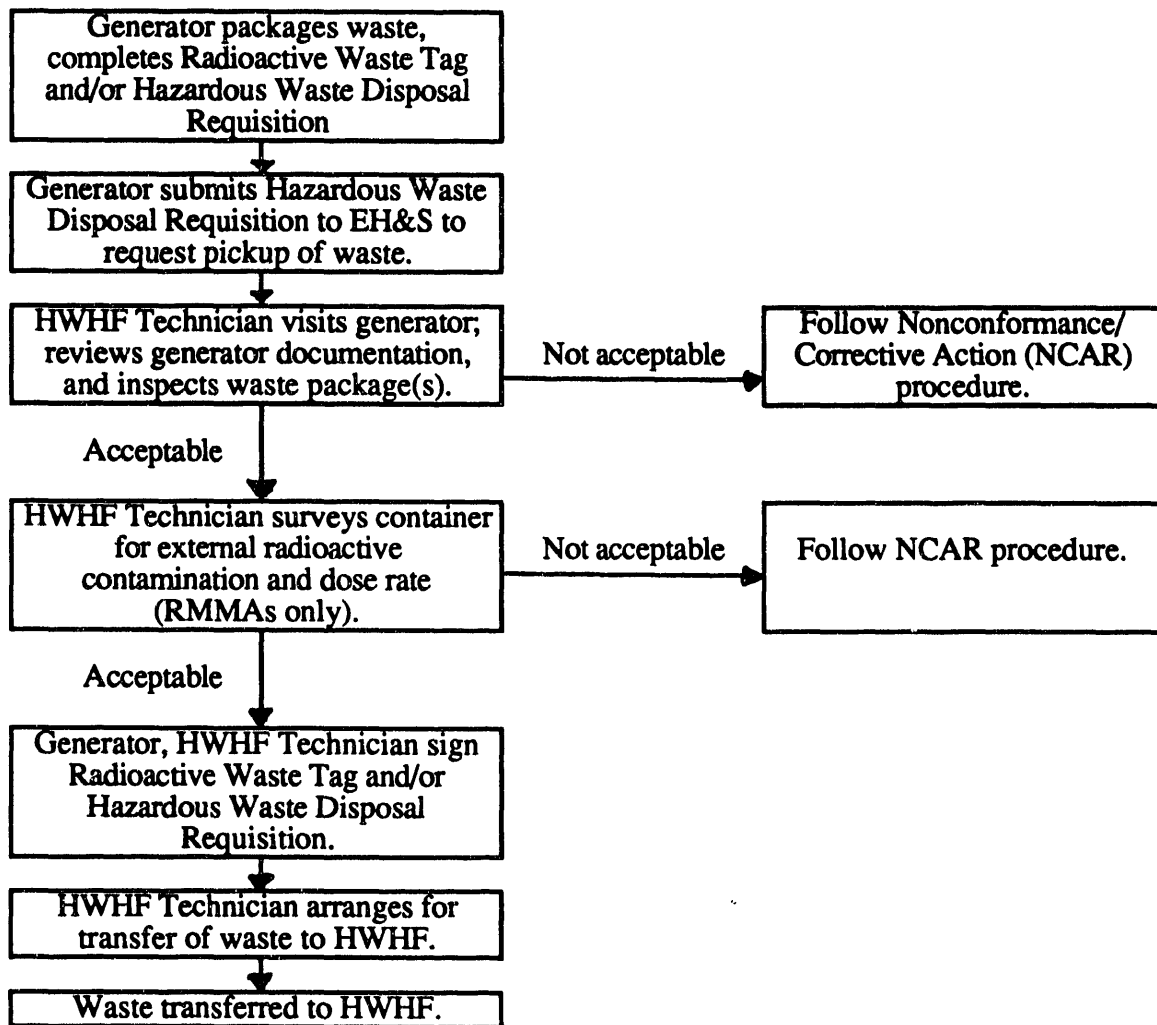 Generator packages waste,
completes Radioactive Waste Tag
and/or Hazardous Waste Disposal
Requisition
Generator submits Hazardous Waste
Disposal Requisition to EH&S to
request pickup of waste.
HWHF Technician visits generator;
reviews generator documentation,
and inspects waste package(s).
Not acceptable
Follow Nonconformance/
Corrective Action (NCAR)
procedure.
Acceptable
HWHF Technician surveys container
for external radioactive
contamination and dose rate
(RMMAs only).
Not acceptable
Follow NCAR procedure.
Acceptable
Generator, HWHF Technician sign
Radioactive Waste Tag and/or
Hazardous Waste Disposal
Requisition.
HWHF Technician arranges for
transfer of waste to HWHF.
Waste transferred to HWHF.